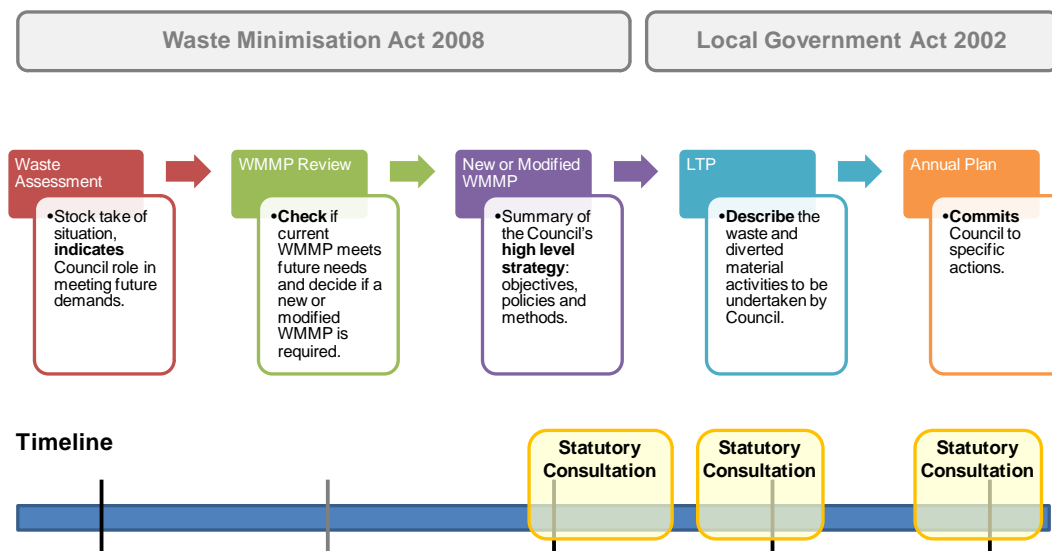 Waste Minimisation Act 2008
Local Government Act 2002
Waste
Assessment
•Stock take of
situation,
indicates
Council role in
meeting future
demands.
WMMP Review
•Check if
current
WMMP meets
future needs
and decide if a
new or
modified
WMMP is
required.
New or Modified
WMMP
•Summary of
the Council's
high level
strategy:
objectives,
policies and
methods.
LTP
•Describe the
waste and
diverted
material
activities to be
undertaken by
Council.
Annual Plan
•Commits
Council to
specific
actions.
Timeline
Statutory
Consultation
Statutory
Consultation
Statutory
Consultation